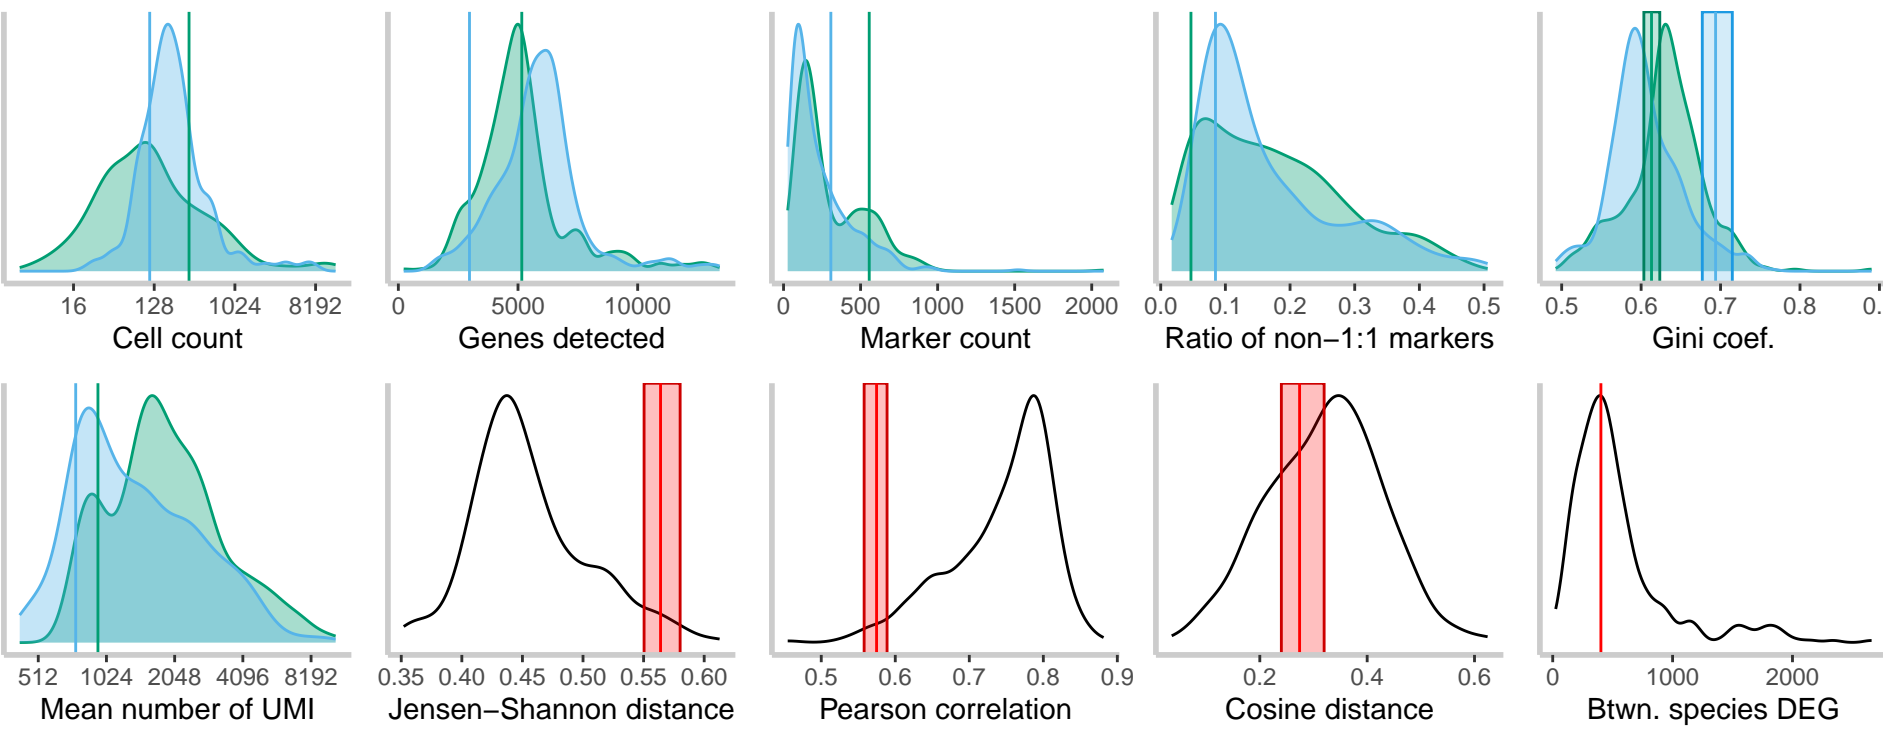 16 128 1024 8192
Cell count
0 5000 10000
Genes detected
0 500 1000 1500 2000
Marker count
0.0 0.1 0.2 0.3 0.4 0.5
Ratio of non−1:1 markers
0.5 0.6 0.7 0.8 0.
Gini coef.
512 1024 2048 4096 8192
Mean number of UMI
0.35 0.40 0.45 0.50 0.55 0.60
Jensen−Shannon distance
0.5 0.6 0.7 0.8 0.9
Pearson correlation
0.2 0.4 0.6
Cosine distance
0 1000 2000
Btwn. species DEG